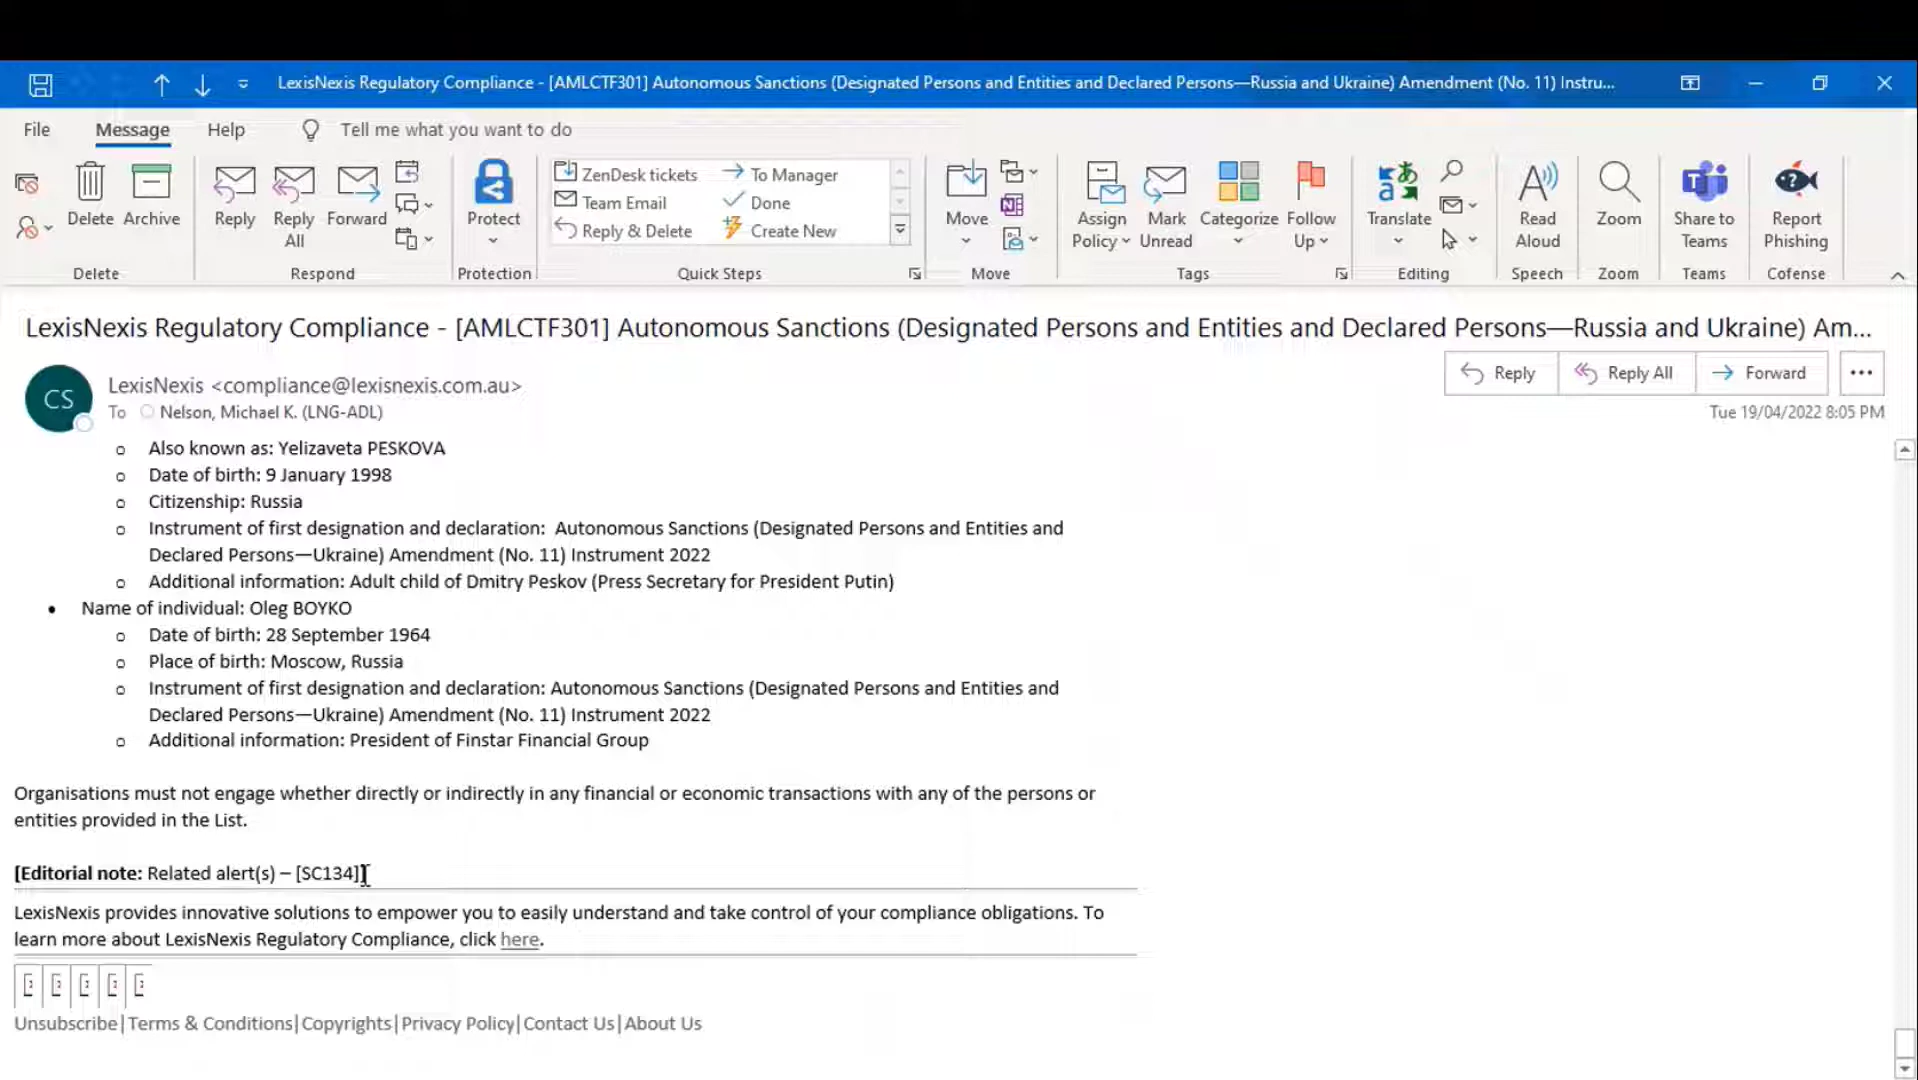 LexisNexis Regulatory Compliance - [AMLCTF301] Autonomous Sanctions (Designated Persons and Entities and Declared Persons—Russia and Ukraine) Amendment (No. 11) Instru...
File Message Help Tell me what you want to do
Delete
Archive
Delete
Reply
Reply All
Forward
Respond
Protect
Protection
ZenDesk tickets To Manager
Team Email Done
Reply & Delete Create New
Quick Steps
Move
Move
Assign Policy
Mark Unread
Categorize
Follow Up
Tags
Translate
Editing
Read Aloud
Speech
Zoom
Zoom
Share to Teams
Teams
Report Phishing
Cofense
LexisNexis Regulatory Compliance - [AMLCTF301] Autonomous Sanctions (Designated Persons and Entities and Declared Persons—Russia and Ukraine) Am...
CS
LexisNexis <compliance@lexisnexis.com.au>
To Nelson, Michael K. (LNG-ADL)
Reply Reply All Forward
Tue 19/04/2022 8:05 PM
o Also known as: Yelizaveta PESKOVA
o Date of birth: 9 January 1998
o Citizenship: Russia
o Instrument of first designation and declaration: Autonomous Sanctions (Designated Persons and Entities and
Declared Persons—Ukraine) Amendment (No. 11) Instrument 2022
o Additional information: Adult child of Dmitry Peskov (Press Secretary for President Putin)
• Name of individual: Oleg BOYKO
o Date of birth: 28 September 1964
o Place of birth: Moscow, Russia
o Instrument of first designation and declaration: Autonomous Sanctions (Designated Persons and Entities and
Declared Persons—Ukraine) Amendment (No. 11) Instrument 2022
o Additional information: President of Finstar Financial Group
Organisations must not engage whether directly or indirectly in any financial or economic transactions with any of the persons or
entities provided in the List.
[Editorial note: Related alert(s) – [SC134]]
LexisNexis provides innovative solutions to empower you to easily understand and take control of your compliance obligations. To
learn more about LexisNexis Regulatory Compliance, click here.
Unsubscribe|Terms & Conditions|Copyrights|Privacy Policy|Contact Us|About Us